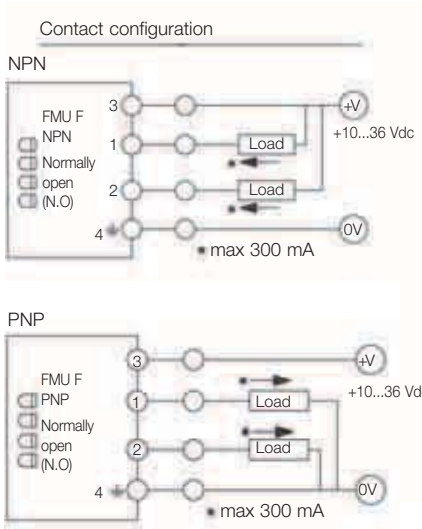 Contact configuration
NPN
FMU F
NPN
Normally
open
(N.O)
3
1
2
4
Load
Load
+V
+10...36 Vdc
0V
max 300 mA
PNP
FMU F
PNP
Normally
open
(N.O)
3
1
2
4
Load
Load
+V
+10...36 Vd
0V
max 300 mA